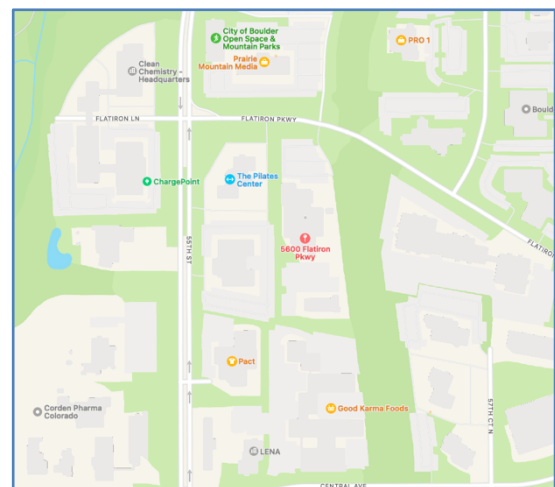 City of Boulder
Open Space &
Mountain Parks
Prairie
Mountain Media
PRO 1
Clean
Chemistry –
Headquarters
Bould
FLATIRON LN
FLATIRON PKWY
ChargePoint
The Pilates
Center
55TH ST
5600 Flatiron
Pkwy
FLATIRON
Pact
57TH CT N
Corden Pharma
Colorado
Good Karma Foods
LENA
CENTRAL AVE